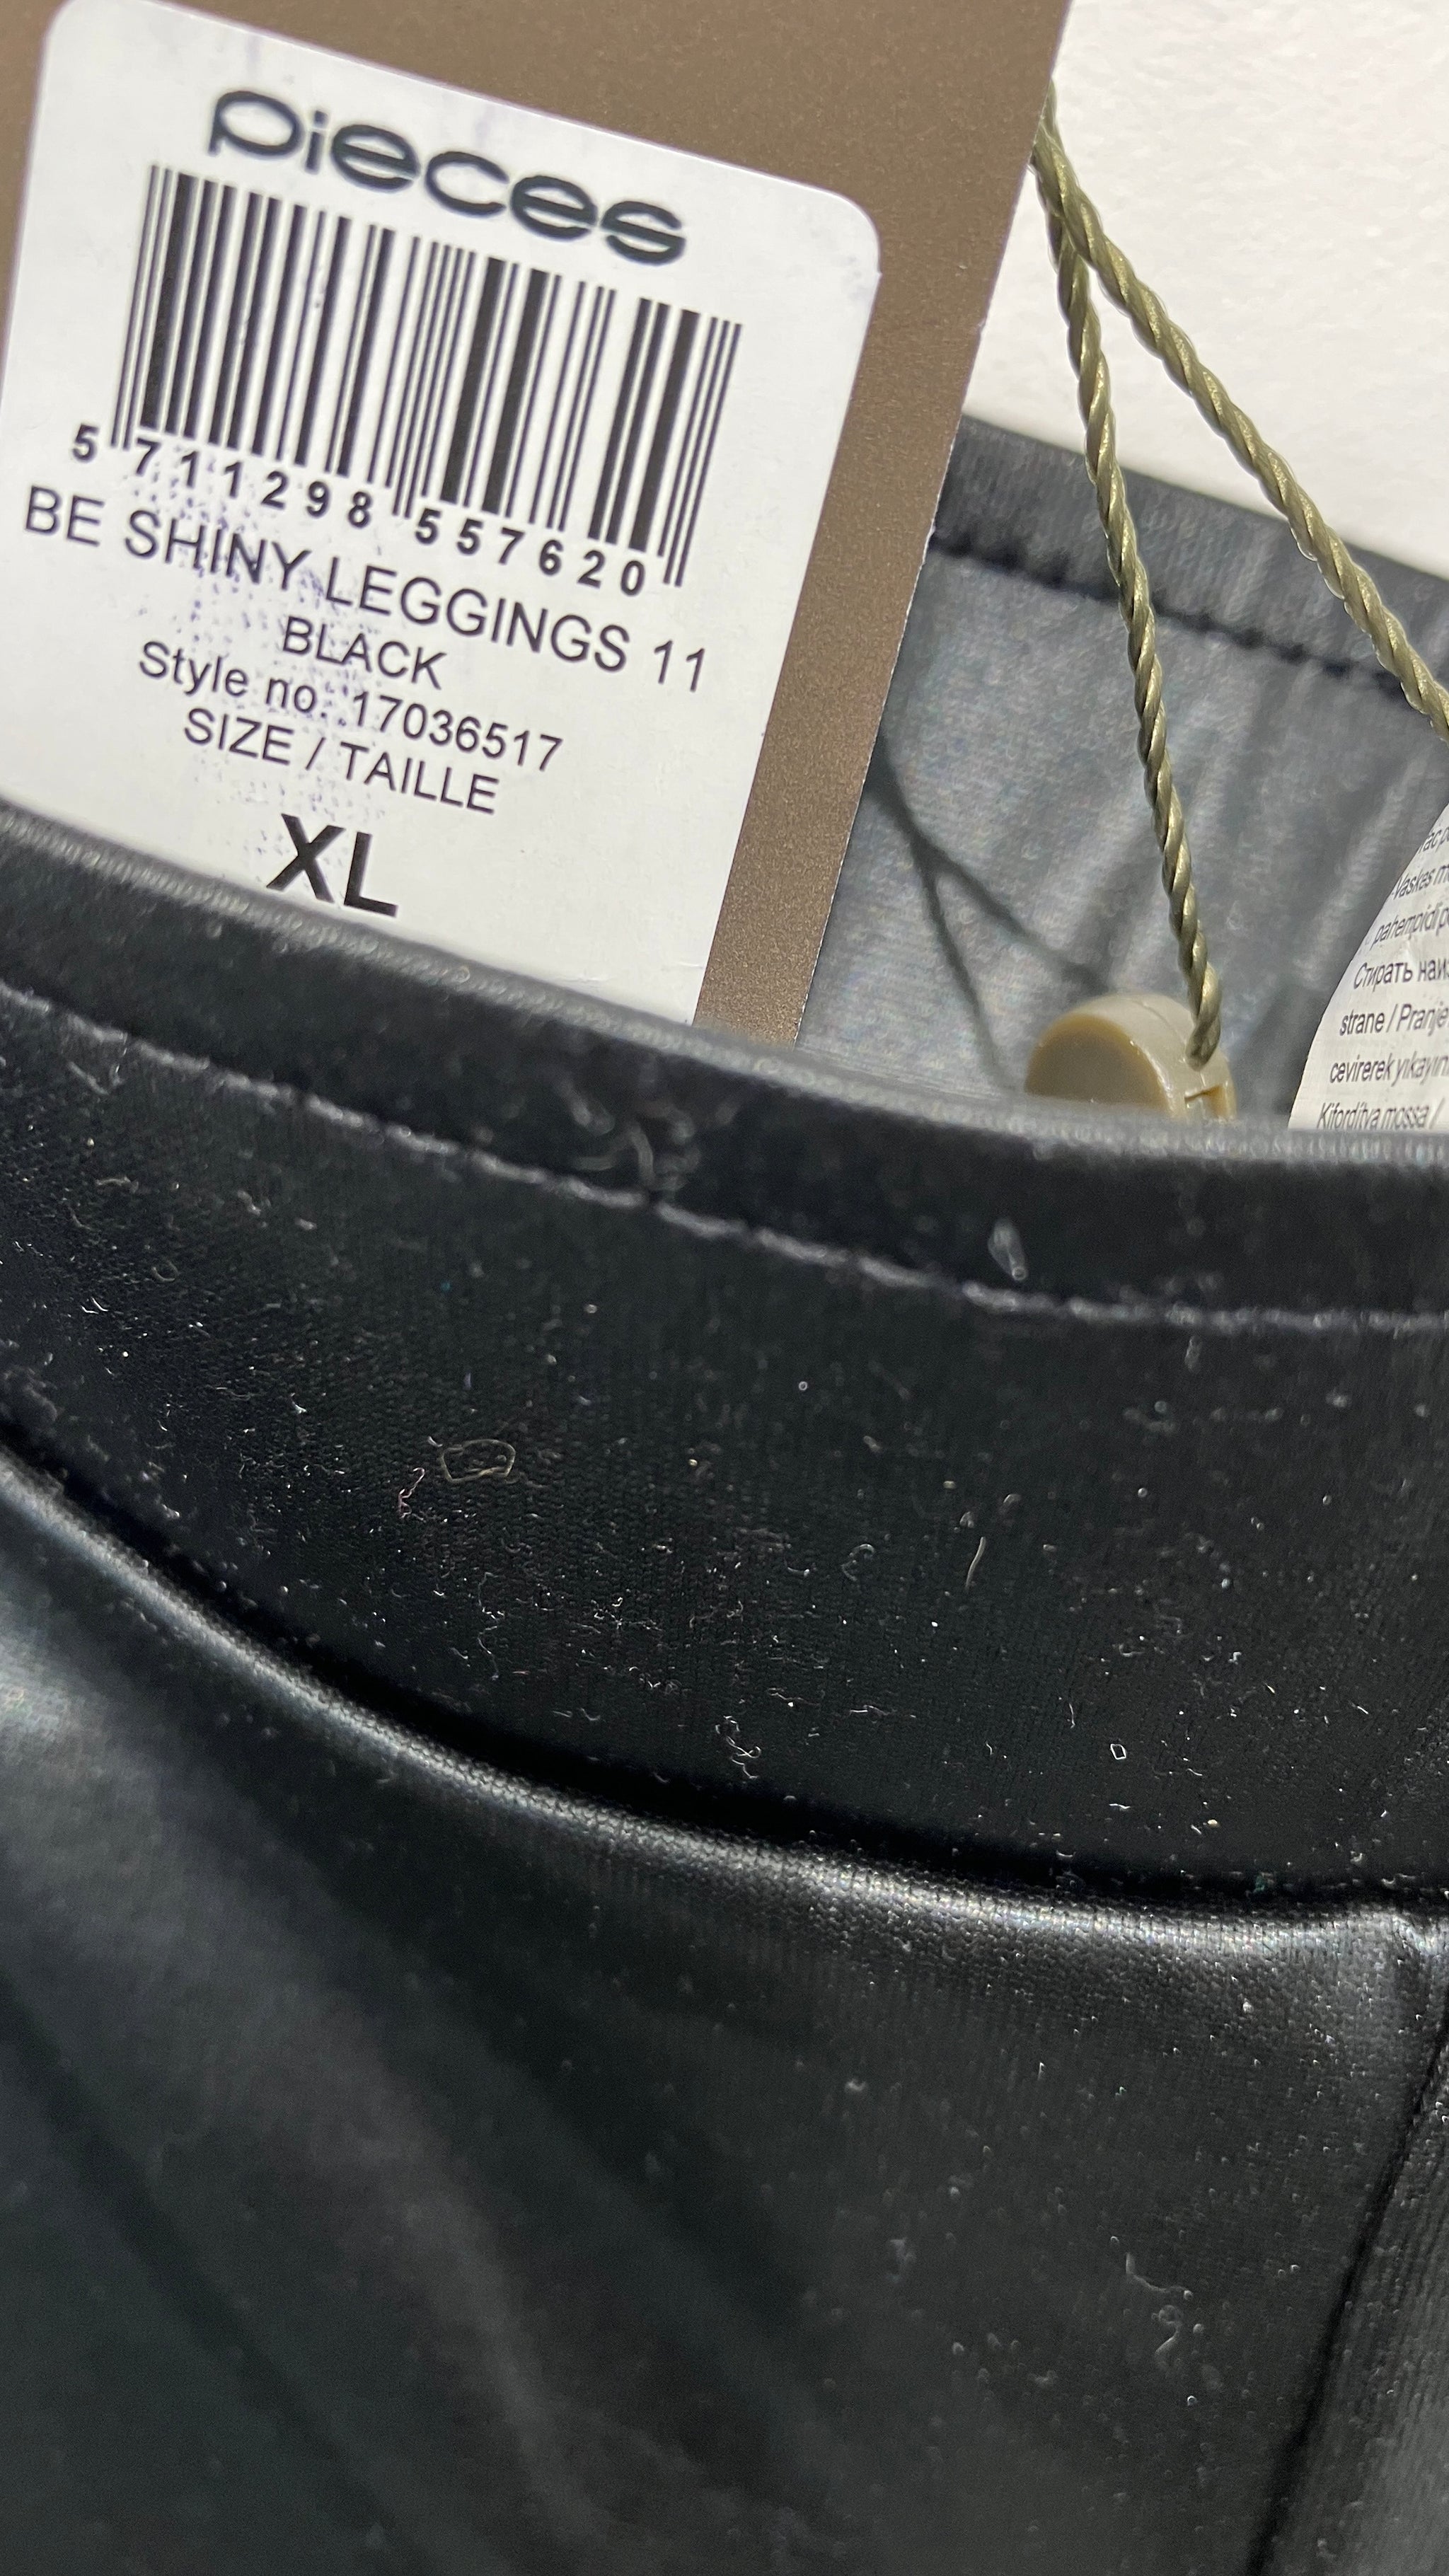 pieces
5 711298 557620
BE SHINY LEGGINGS 11
BLACK
Style no. 17036517
SIZE / TAILLE
XL
Vaskes
pahempidi
Стирать
strane / Pranje
cevirerek yıkayın
Kifordítva mossa /